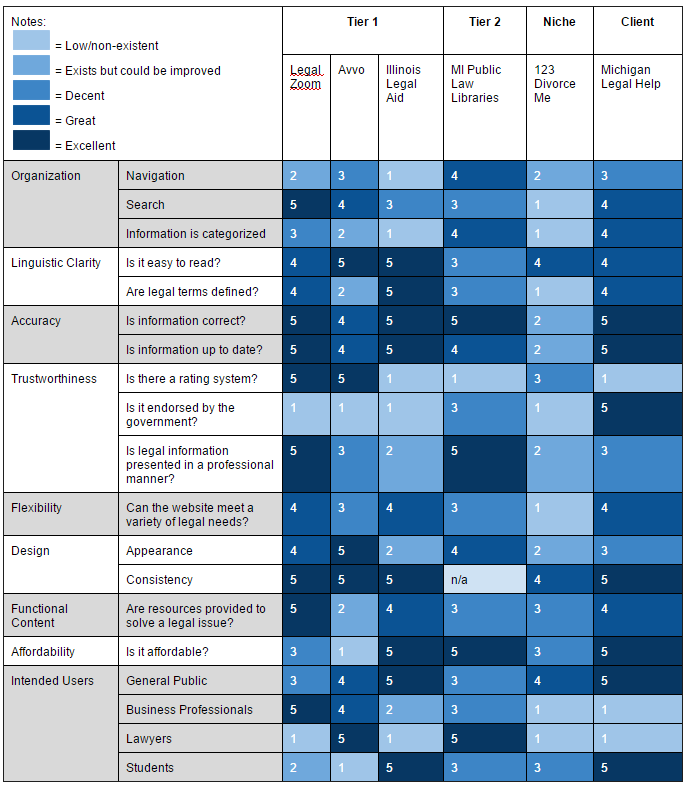 Notes:
= Low/non-existent
= Exists but could be improved
= Decent
= Great
= Excellent
Tier 1 Tier 2 Niche Client
Legal Avvo Illinois MI Public 123 Michigan
Zoom Legal Law Divorce Legal Help
Aid Libraries Me
Organization Navigation 2 3 1 4 2 3
Search 5 4 3 3 1 4
Information is categorized 3 2 1 4 1 4
Linguistic Clarity Is it easy to read? 4 5 5 3 4 4
Are legal terms defined? 4 2 5 3 1 4
Accuracy Is information correct? 5 4 5 5 2 5
Is information up to date? 5 4 5 4 2 5
Trustworthiness Is there a rating system? 5 5 1 1 3 1
Is it endorsed by the 1 1 1 3 1 5
government?
Is legal information 5 3 2 5 2 3
presented in a professional
manner?
Flexibility Can the website meet a 4 3 4 3 1 4
variety of legal needs?
Design Appearance 4 5 2 4 2 3
Consistency 5 5 5 n/a 4 5
Functional Are resources provided to 5 2 4 3 3 4
Content solve a legal issue?
Affordability Is it affordable? 3 1 5 5 3 5
Intended Users General Public 3 4 5 3 4 5
Business Professionals 5 4 2 3 1 1
Lawyers 1 5 1 5 1 1
Students 2 1 5 3 3 5